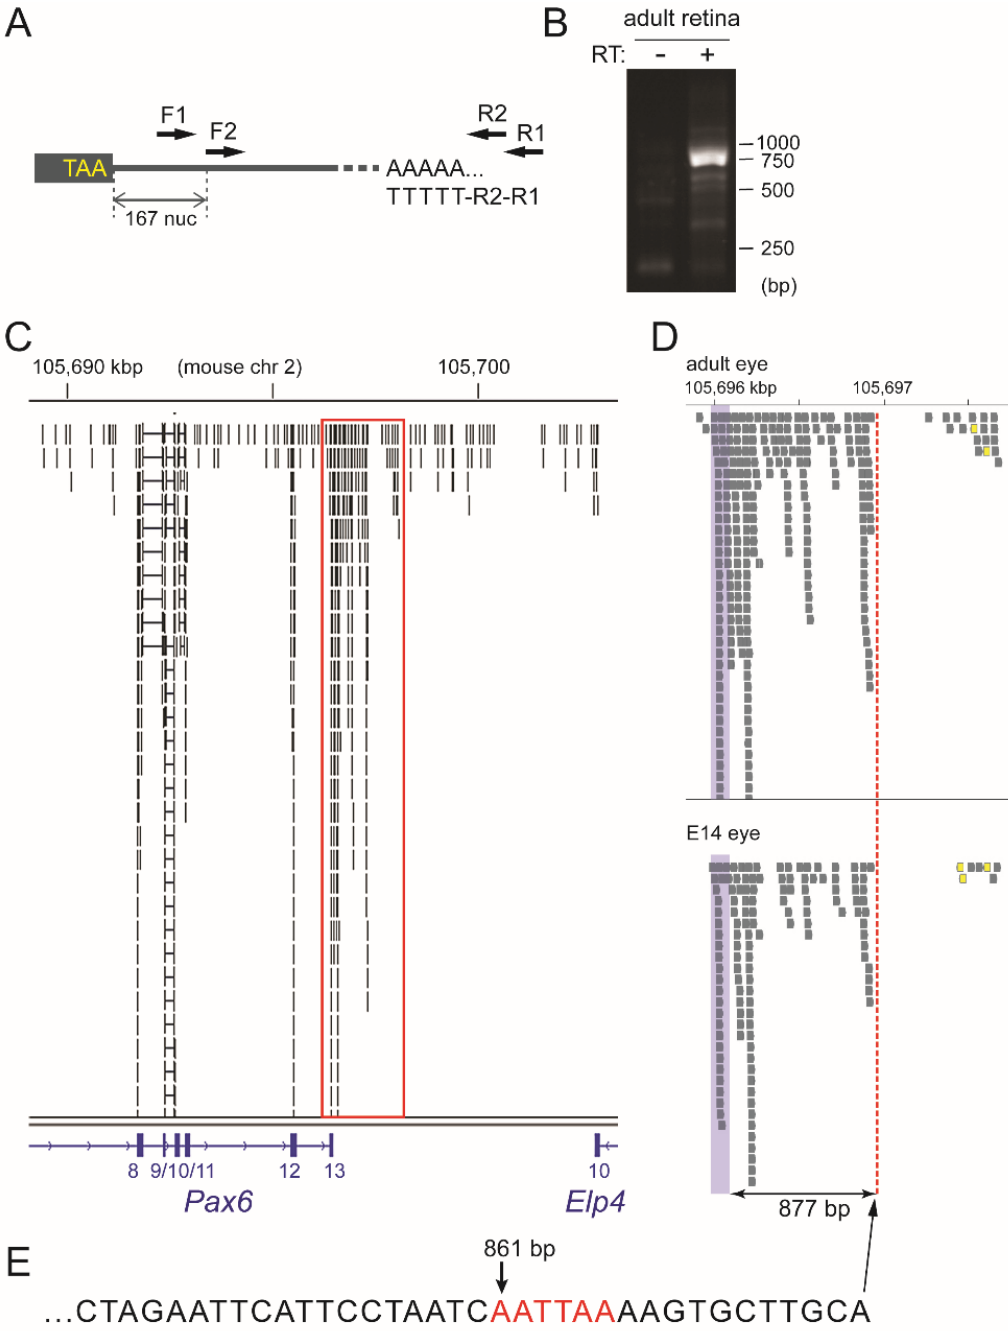 A
F1
F2
R2
R1
TAA
AAAAA...
TTTTT-R2-R1
167 nuc
B
adult retina
RT: - +
1000
750
500
250
(bp)
C
105,690 kbp (mouse chr 2) 105,700
8 9/10/11 12 13 10
Pax6 Elp4
D
adult eye
105,696 kbp 105,697
E14 eye
877 bp
E
861 bp
...CTAGAATTCATTCCTAATCAATTAAAAGTGCTTGCA